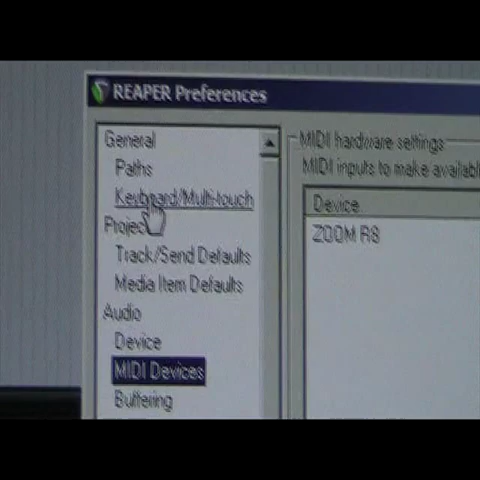 REAPER Preferences
General
Paths
Keyboard/Multi-touch
Project
Track/Send Defaults
Media Item Defaults
Audio
Device
MIDI Devices
Buffering
MIDI hardware settings
MIDI inputs to make availabl
Device
ZOOM R8